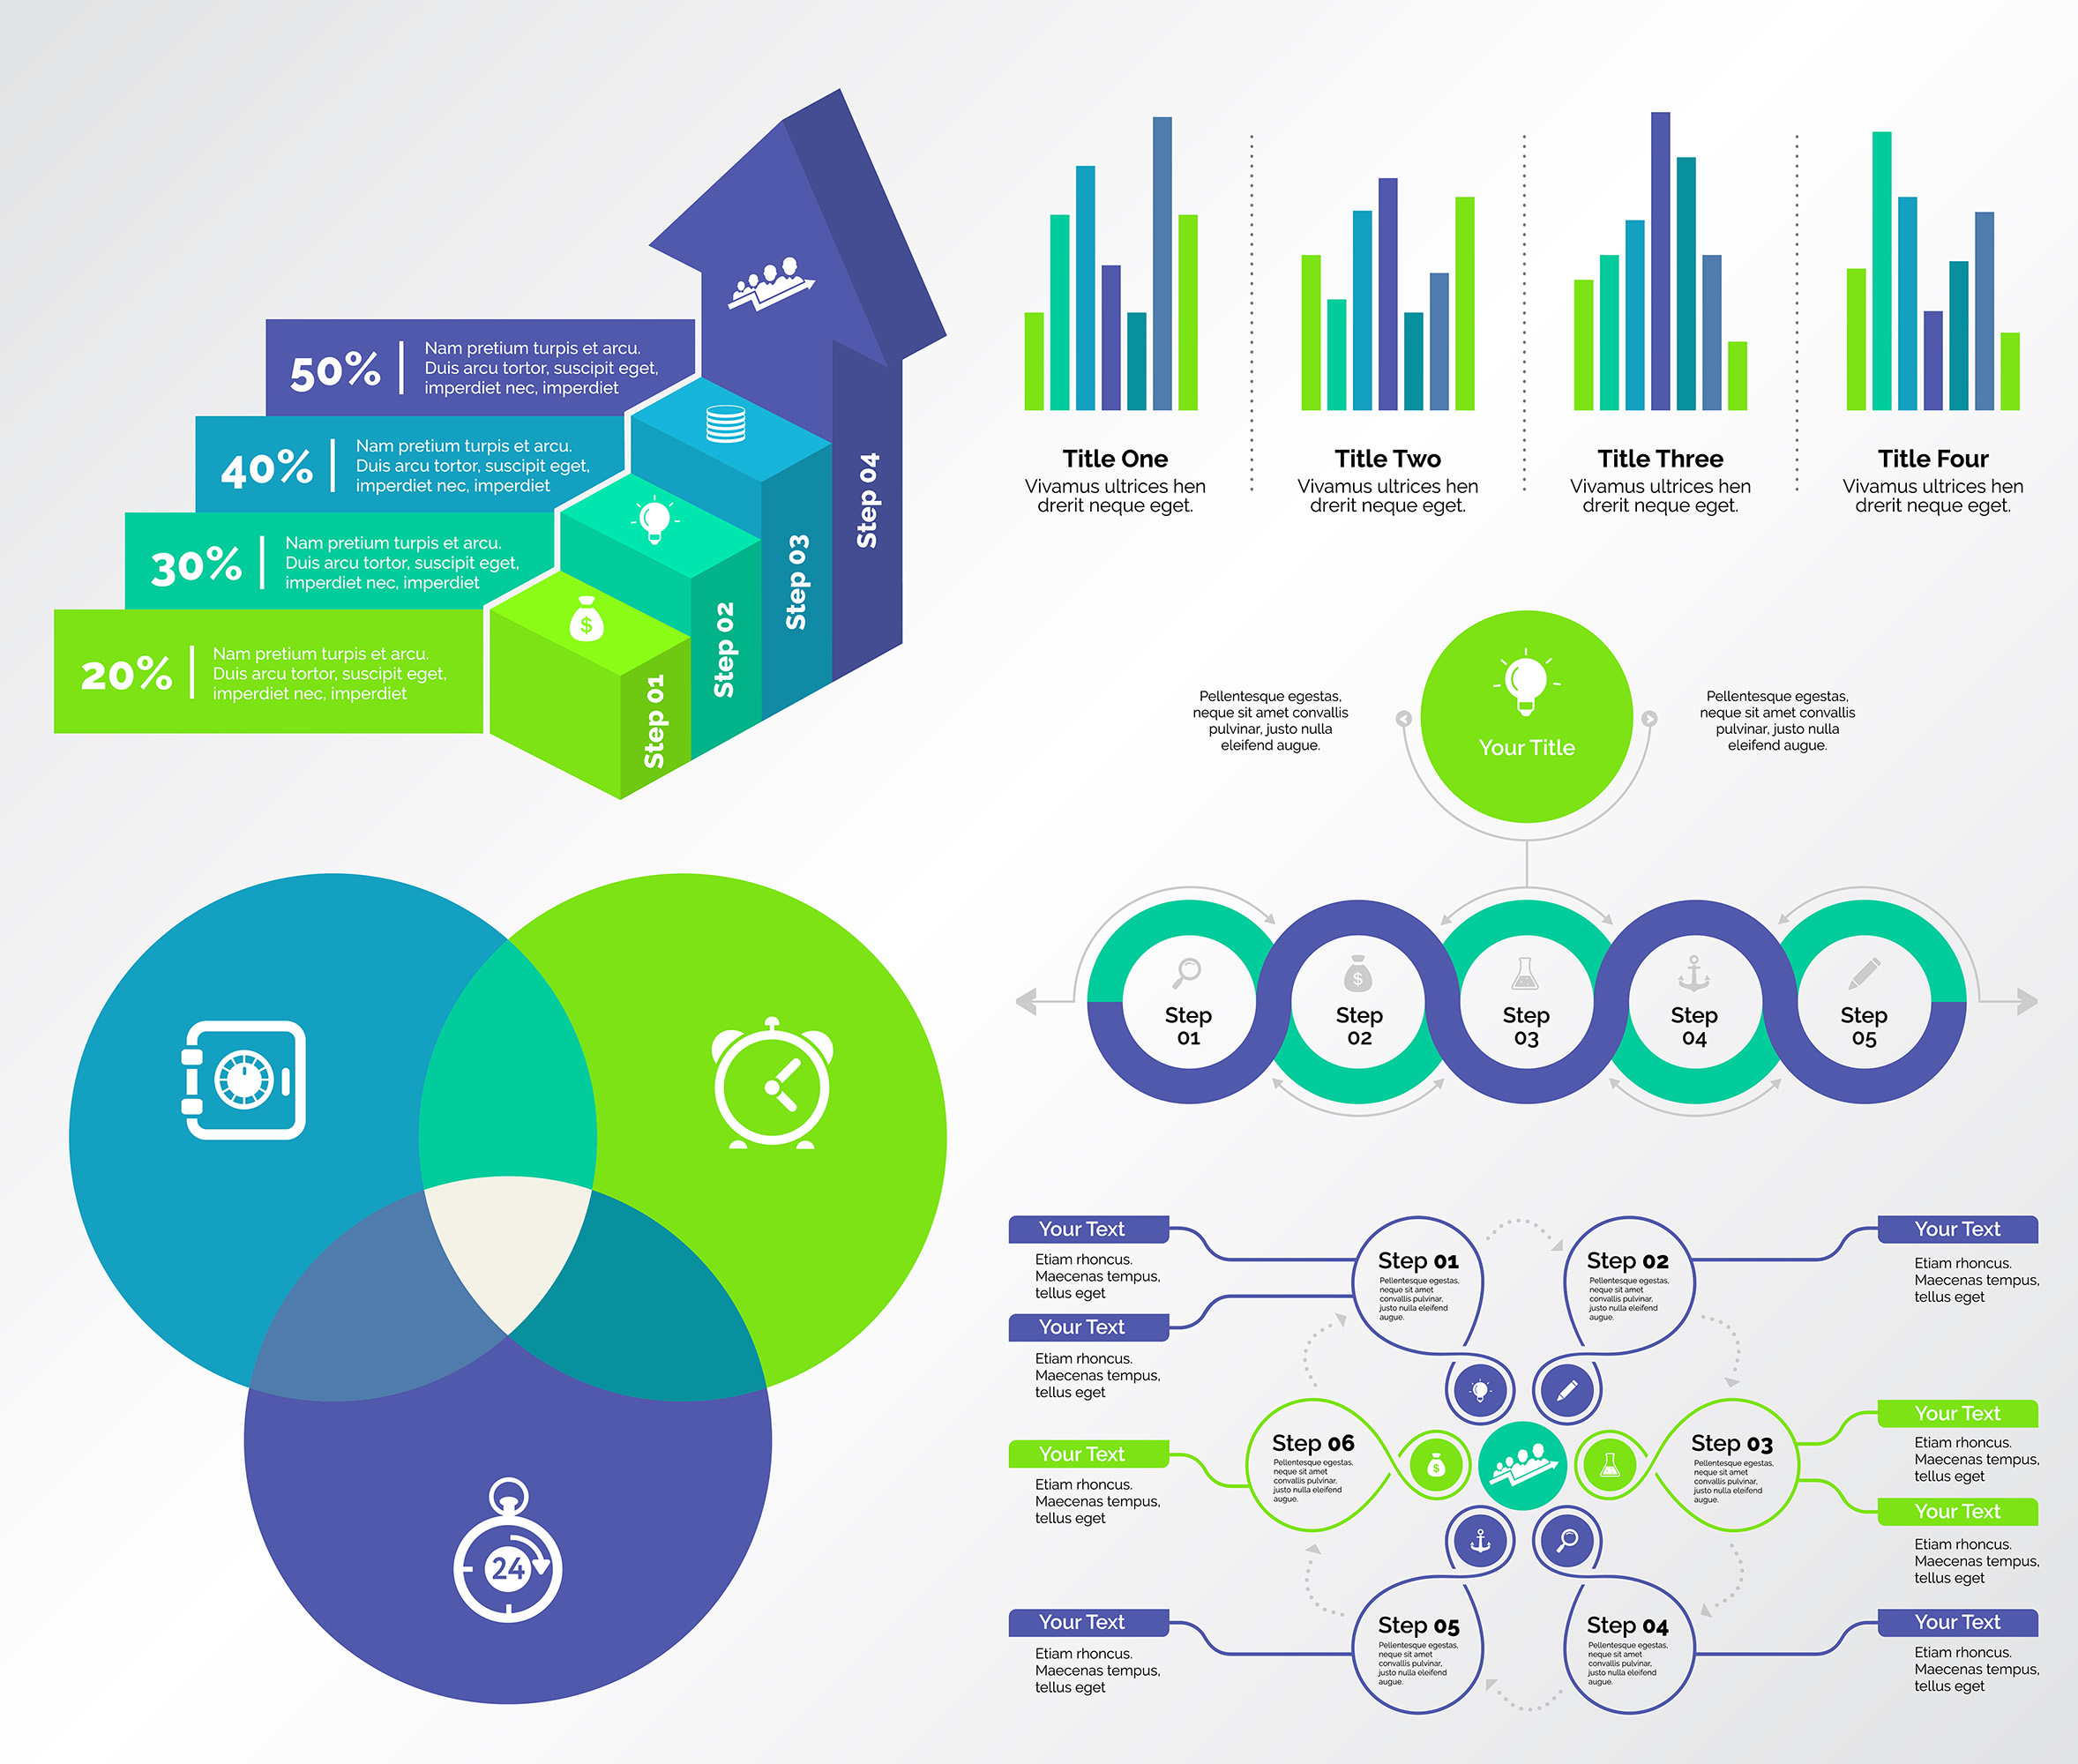 50%
Nam pretium turpis et arcu.
Duis arcu tortor, suscipit eget,
imperdiet nec, imperdiet
40%
Nam pretium turpis et arcu.
Duis arcu tortor, suscipit eget,
imperdiet nec, imperdiet
30%
Nam pretium turpis et arcu.
Duis arcu tortor, suscipit eget,
imperdiet nec, imperdiet
20%
Nam pretium turpis et arcu.
Duis arcu tortor, suscipit eget,
imperdiet nec, imperdiet
$
Step 01
Step 02
Step 03
Step 04
Title One
Vivamus ultrices hen
drerit neque eget.
Title Two
Vivamus ultrices hen
drerit neque eget.
Title Three
Vivamus ultrices hen
drerit neque eget.
Title Four
Vivamus ultrices hen
drerit neque eget.
Pellentesque egestas,
neque sit amet convallis
pulvinar, justo nulla
eleifend augue.
Your Title
Pellentesque egestas,
neque sit amet convallis
pulvinar, justo nulla
eleifend augue.
Step
01
$
Step
02
Step
03
Step
04
Step
05
24
Your Text
Etiam rhoncus.
Maecenas tempus,
tellus eget
Your Text
Etiam rhoncus.
Maecenas tempus,
tellus eget
Your Text
Etiam rhoncus.
Maecenas tempus,
tellus eget
Your Text
Etiam rhoncus.
Maecenas tempus,
tellus eget
Step 01
Pellentesque egestas,
neque sit amet
convallis pulvinar,
justo nulla eleifend
augue.
Step 02
Pellentesque egestas,
neque sit amet
convallis pulvinar,
justo nulla eleifend
augue.
Step 06
Pellentesque egestas,
neque sit amet
convallis pulvinar,
justo nulla eleifend
augue.
$
Step 03
Pellentesque egestas,
neque sit amet
convallis pulvinar,
justo nulla eleifend
augue.
Step 05
Pellentesque egestas,
neque sit amet
convallis pulvinar,
justo nulla eleifend
augue.
Step 04
Pellentesque egestas,
neque sit amet
convallis pulvinar,
justo nulla eleifend
augue.
Your Text
Etiam rhoncus.
Maecenas tempus,
tellus eget
Your Text
Etiam rhoncus.
Maecenas tempus,
tellus eget
Your Text
Etiam rhoncus.
Maecenas tempus,
tellus eget
Your Text
Etiam rhoncus.
Maecenas tempus,
tellus eget